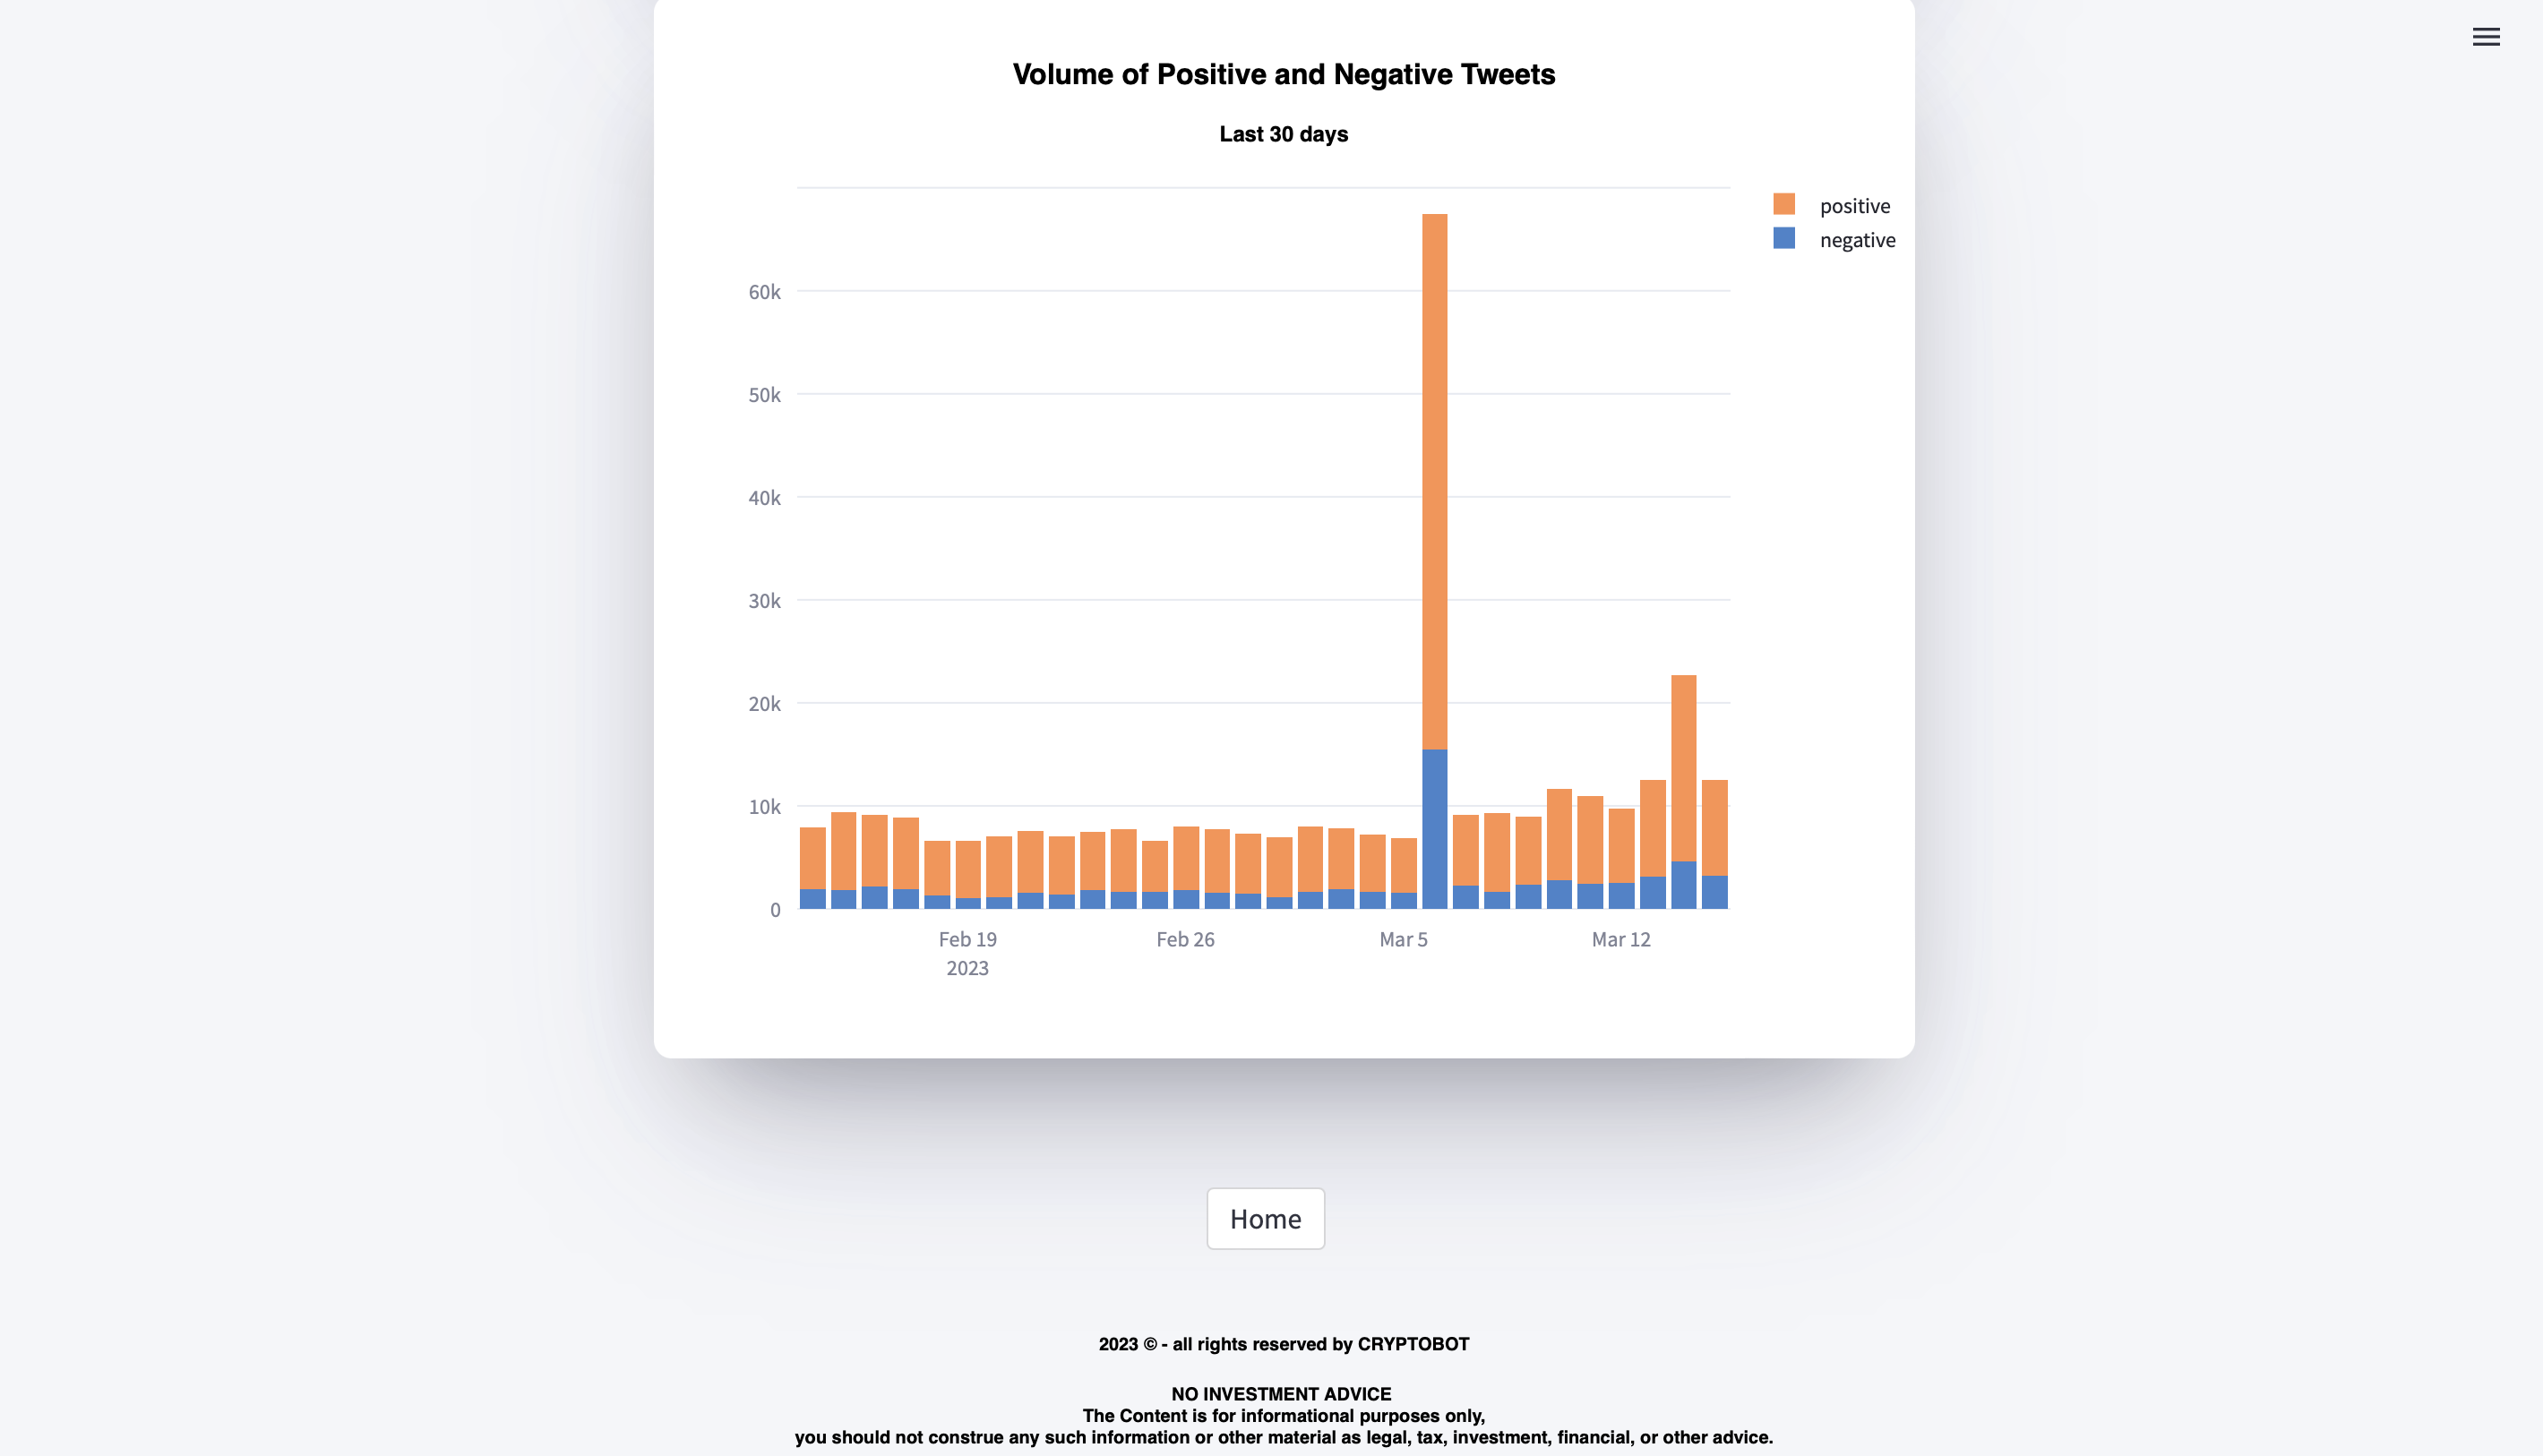 Volume of Positive and Negative Tweets
Last 30 days
positive
negative
60k
50k
40k
30k
20k
10k
0
Feb 19
2023
Feb 26
Mar 5
Mar 12
Home
2023 © - all rights reserved by CRYPTOBOT
NO INVESTMENT ADVICE
The Content is for informational purposes only,
you should not construe any such information or other material as legal, tax, investment, financial, or other advice.